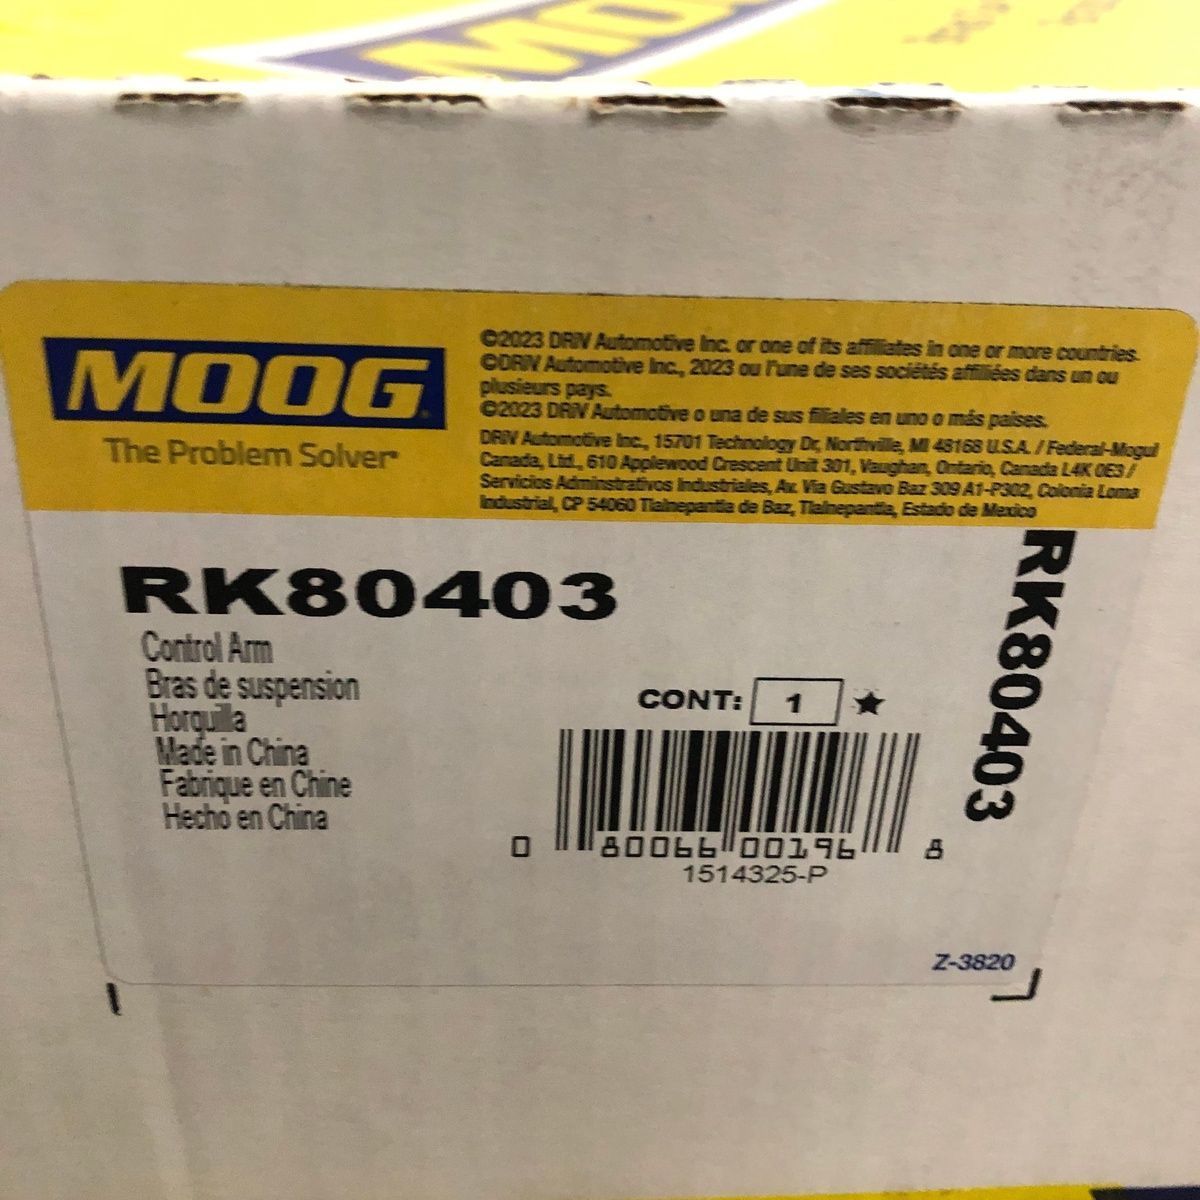 MOOG
The Problem Solver®
©2023 DRiV Automotive Inc. or one of its affiliates in one or more countries.
©DRiV Automotive Inc., 2023 ou l'une de ses sociétés affiliées dans un ou
plusieurs pays.
©2023 DRiV Automotive o una de sus filiales en uno o más paises.
DRiV Automotive Inc., 15701 Technology Dr, Northville, MI 48168 U.S.A. / Federal-Mogul
Canada, Ltd., 610 Applewood Crescent Unit 301, Vaughan, Ontario, Canada L4K 0E3 /
Servicios Adminstrativos Industriales, Av. Via Gustavo Baz 309 A1-P302, Colonia Loma
Industrial, CP 54060 Tlalnepantla de Baz, Tlalnepantla, Estado de Mexico
RK80403
Control Arm
Bras de suspension
Horquilla
Made in China
Fabrique en Chine
Hecho en China
CONT: 1 ★
0 80066 00196 8
1514325-P
RK80403
Z-3820